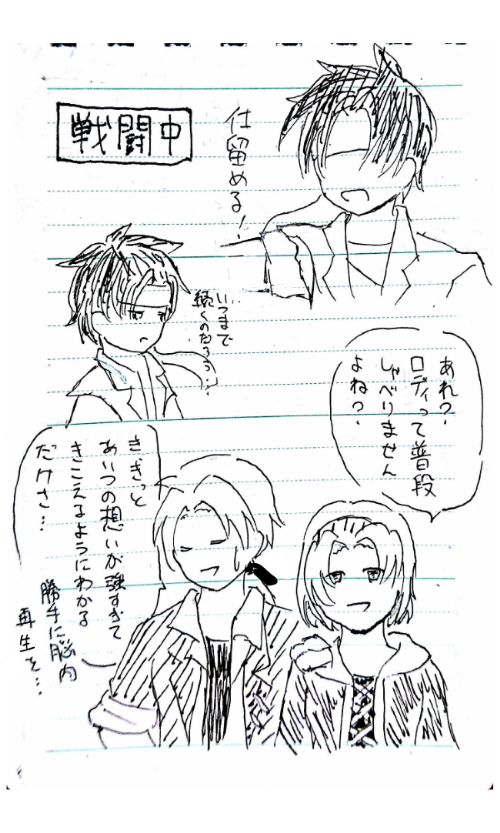 戦闘中
仕留める!
いつまで
続くのだろう…
あれ?
ロディって普段
しゃべりません
よね?
き、きっと
あいつの想いが強すぎて
きこえるようにわかる
だけさ…
勝手に脳内
再生を…